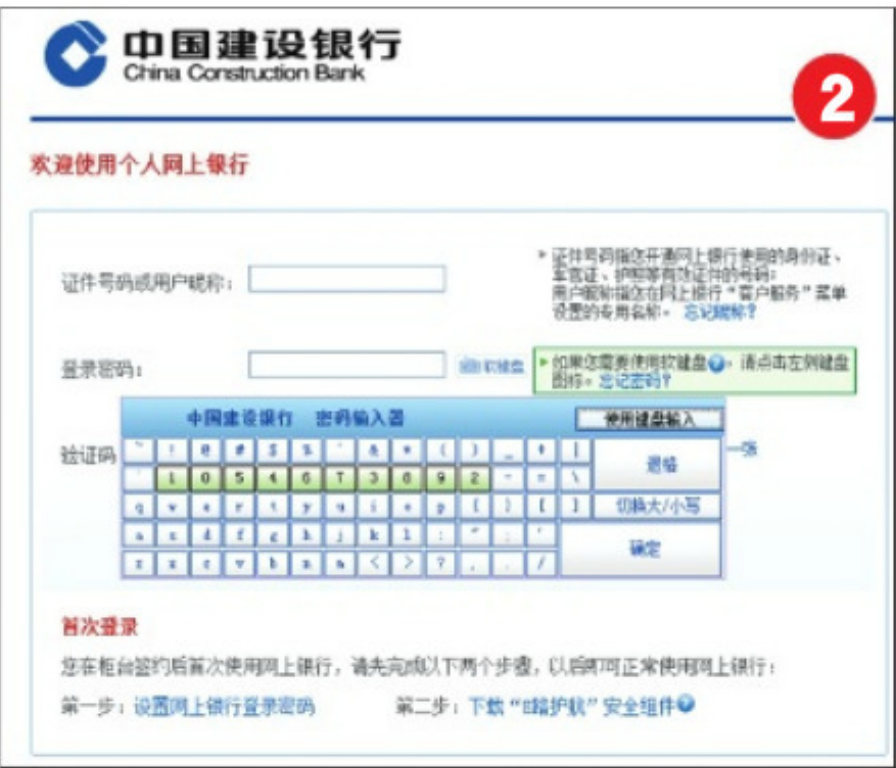 中国建设银行
China Construction Bank
2
欢迎使用个人网上银行
证件号码或用户昵称：
证件号码指您开通网上银行使用的身份证、
军官证、护照等有效证件的号码；
用户昵称指您在网上银行“客户服务”菜单
设置的专用名称。 忘记昵称？
登录密码：
软键盘
如果您需要使用软键盘，请点击左侧键盘
图标。忘记密码？
中国建设银行 密码输入器
使用键盘输入
验证码
一张
退格
1 0 5 4 6 7 3 8 9 2 - = \
切换大/小写
确定
首次登录
您在柜台签约后首次使用网上银行，请先完成以下两个步骤，以后即可正常使用网上银行：
第一步：设置网上银行登录密码
第二步：下载“E路护航”安全组件